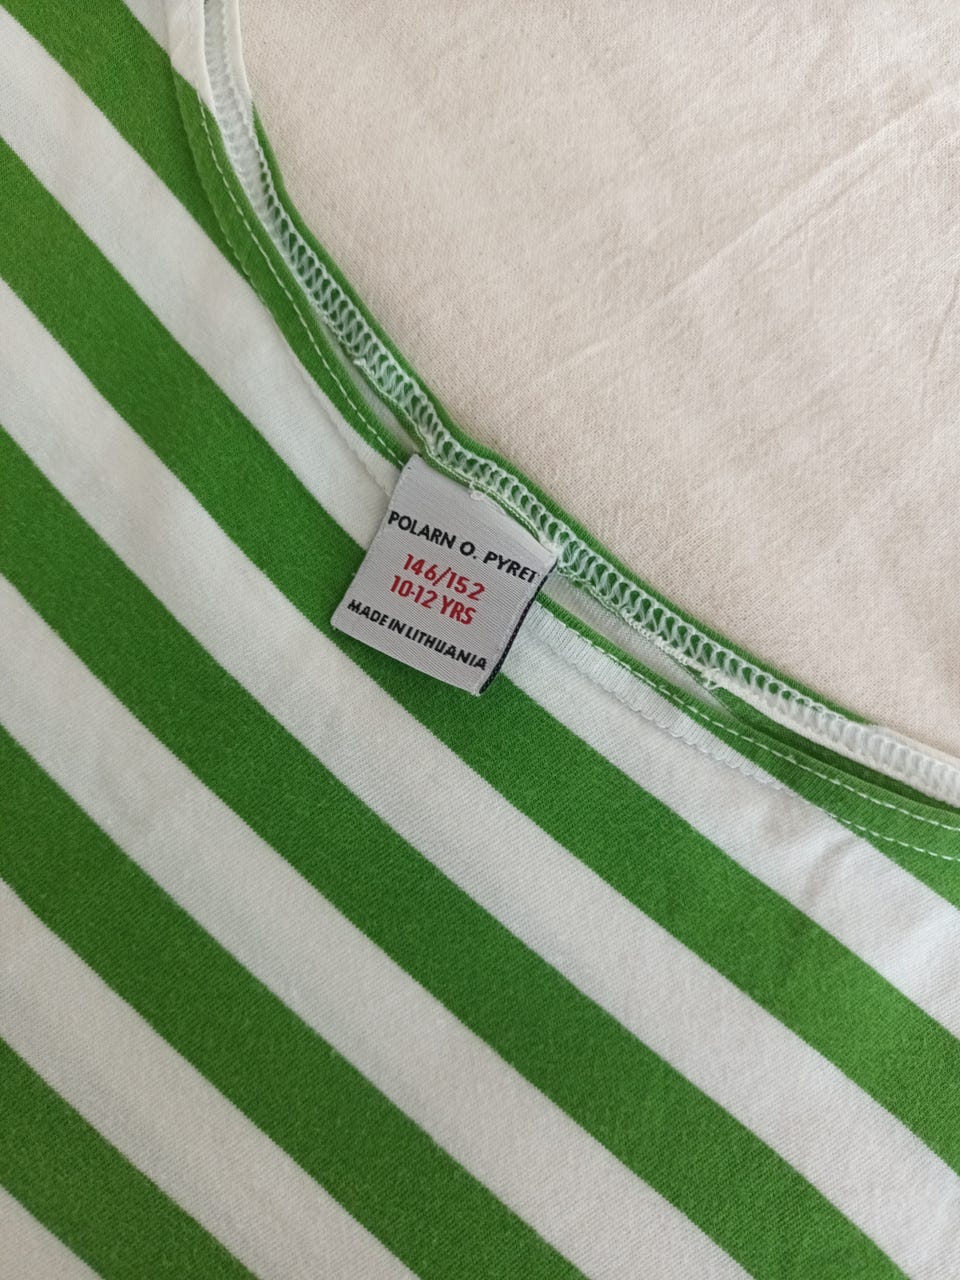 POLARN O. PYRET
146/152
10-12 YRS
MADE IN LITHUANIA